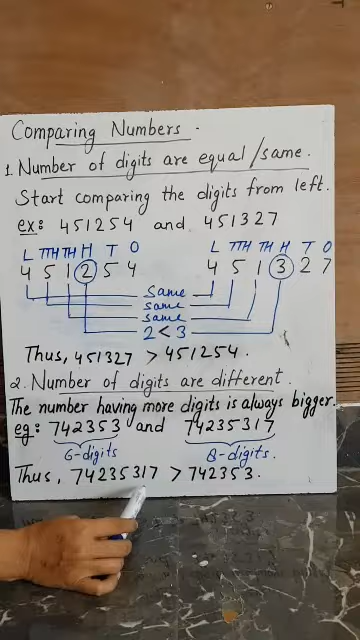 Comparing Numbers.
1. Number of digits are equal/same.
Start comparing the digits from left.
ex: 451254 and 451327
L TTH TH H T O L TTH TH H T O
4 5 1 2 5 4 4 5 1 3 2 7
Same
same
same
2 < 3
Thus, 451327 > 451254.
2. Number of digits are different.
The number having more digits is always bigger.
eg: 742353 and 74235317
6-digits 8-digits.
Thus, 74235317 > 742353.